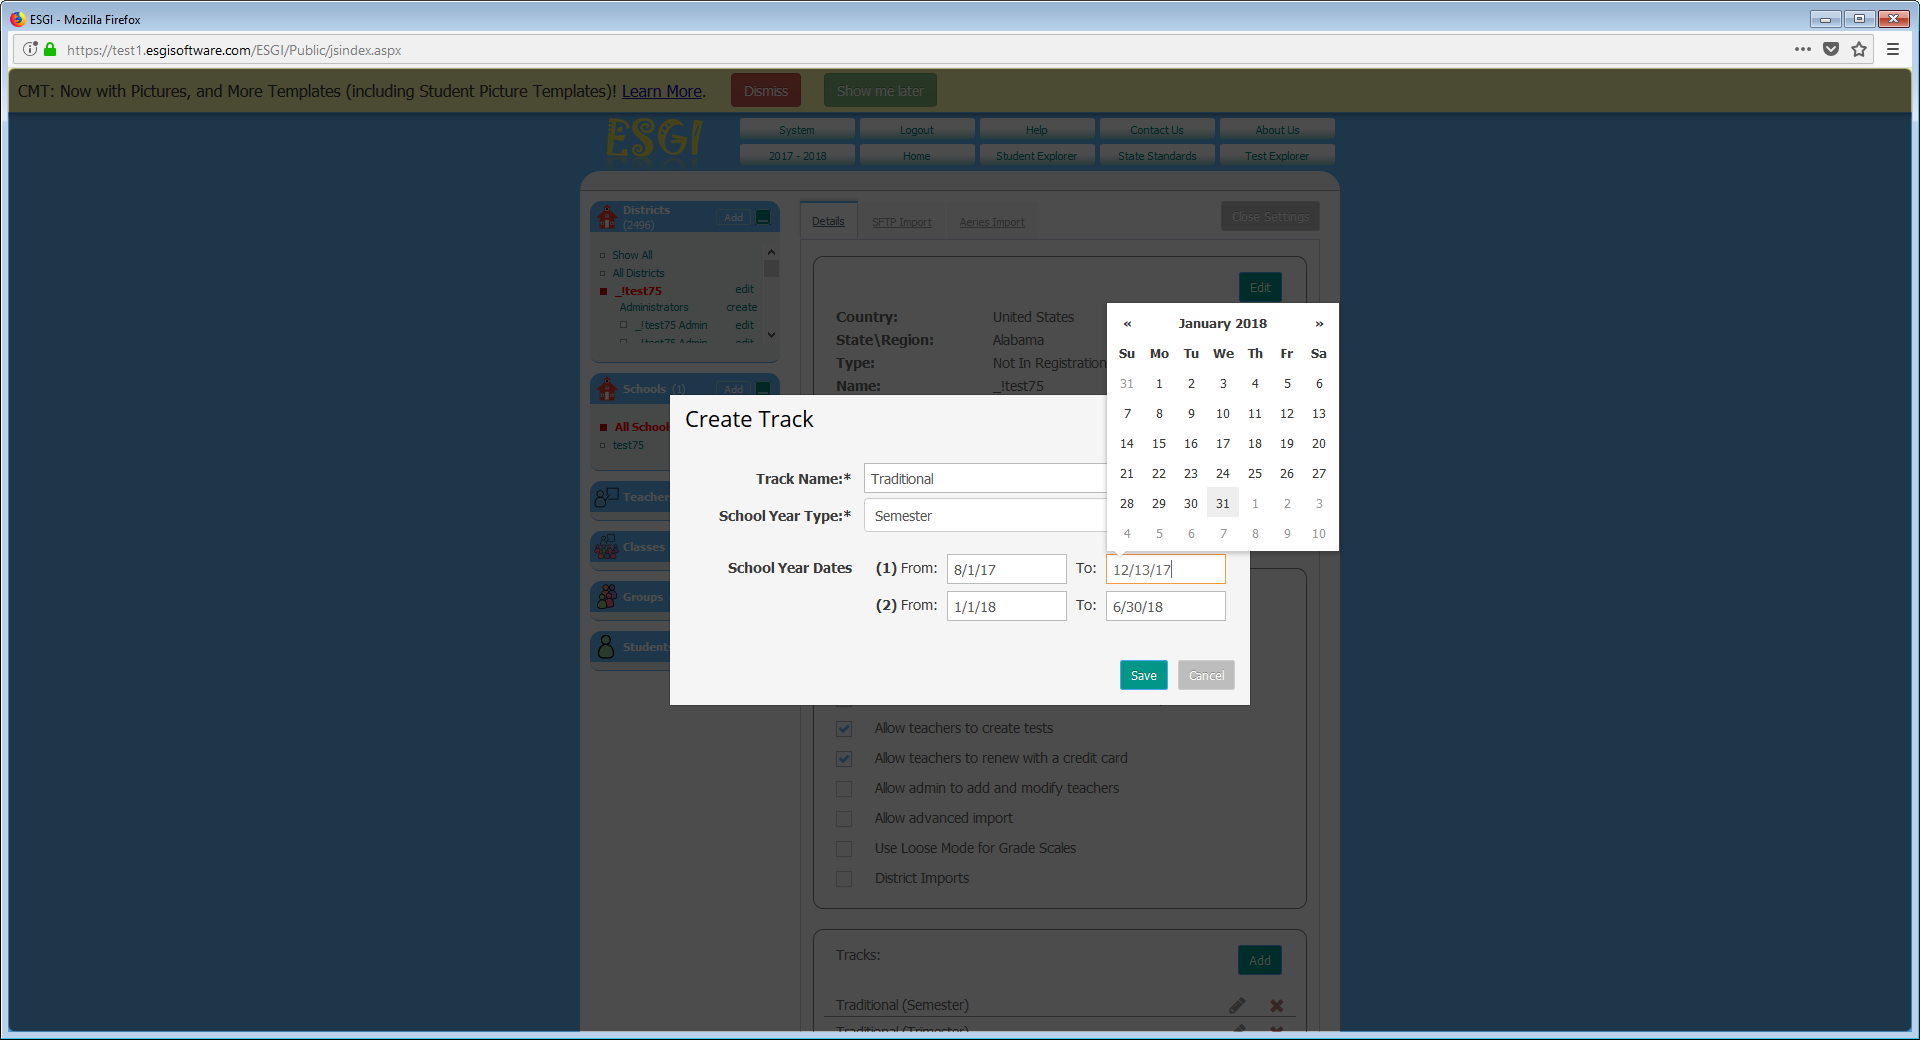 ESGI - Mozilla Firefox
https://test1.esgisoftware.com/ESGI/Public/jsindex.aspx
CMT: Now with Pictures, and More Templates (including Student Picture Templates)! Learn More. Dismiss Show me later
ESGI
System Logout Help Contact Us About Us
2017 - 2018 Home Student Explorer State Standards Test Explorer
Districts (2496) Add
Details SFTP Import Aeries Import Close Settings
Show All
All Districts
_!test75 edit
Administrators create
_!test75 Admin edit
_!test75 Admin edit
Edit
Country: United States
State\Region: Alabama
Type: Not In Registration
Name: _!test75
Schools (1) Add
All School
test75
Teacher
Classes
Groups
Student
January 2018
« »
Su Mo Tu We Th Fr Sa
31 1 2 3 4 5 6
7 8 9 10 11 12 13
14 15 16 17 18 19 20
21 22 23 24 25 26 27
28 29 30 31 1 2 3
4 5 6 7 8 9 10
Create Track
Track Name:* Traditional
School Year Type:* Semester
School Year Dates (1) From: 8/1/17 To: 12/13/17
(2) From: 1/1/18 To: 6/30/18
Save Cancel
Allow teachers to create tests
Allow teachers to renew with a credit card
Allow admin to add and modify teachers
Allow advanced import
Use Loose Mode for Grade Scales
District Imports
Tracks: Add
Traditional (Semester)
Traditional (Trimester)